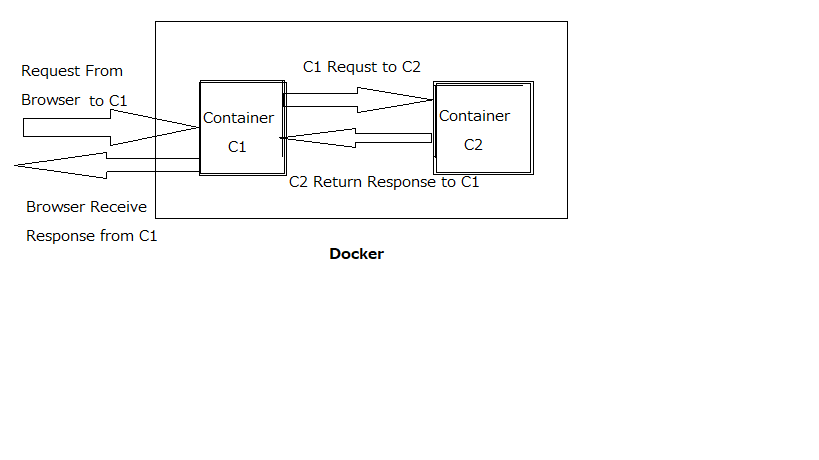 C1 Requst to C2
Request From
Browser to C1
Container
C1
Container
C2
C2 Return Response to C1
Browser Receive
Response from C1
Docker